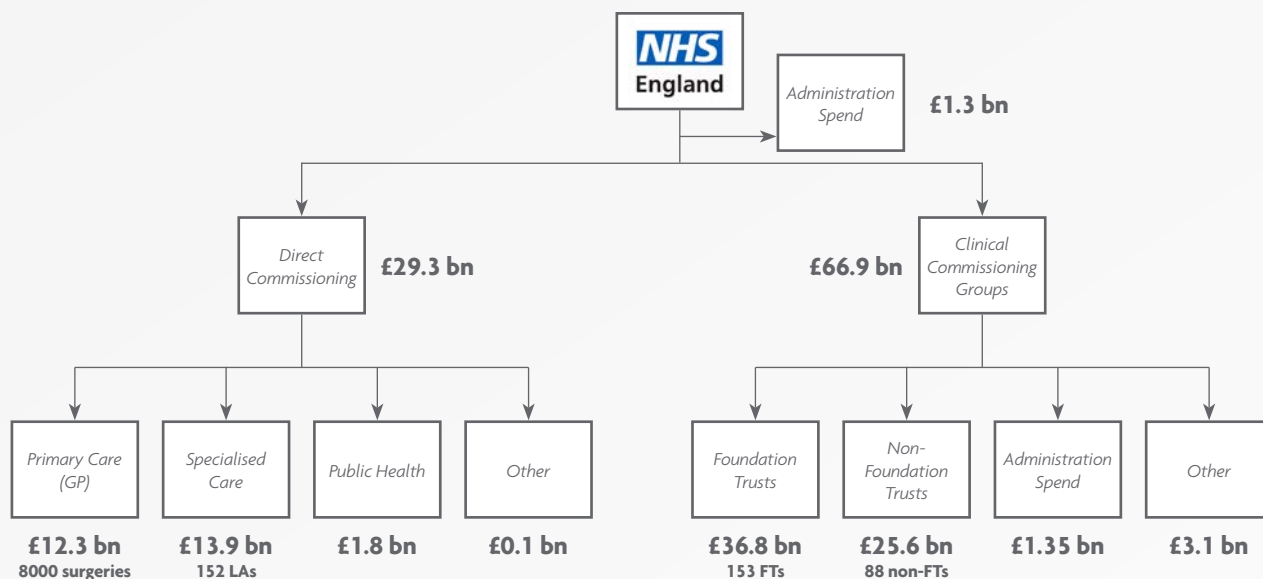 NHS
England
Administration
Spend
£1.3 bn
Direct
Commissioning
£29.3 bn
£66.9 bn
Clinical
Commissioning
Groups
Primary Care
(GP)
£12.3 bn
8000 surgeries
Specialised
Care
£13.9 bn
152 LAs
Public Health
£1.8 bn
Other
£0.1 bn
Foundation
Trusts
£36.8 bn
153 FTs
Non-
Foundation
Trusts
£25.6 bn
88 non-FTs
Administration
Spend
£1.35 bn
Other
£3.1 bn